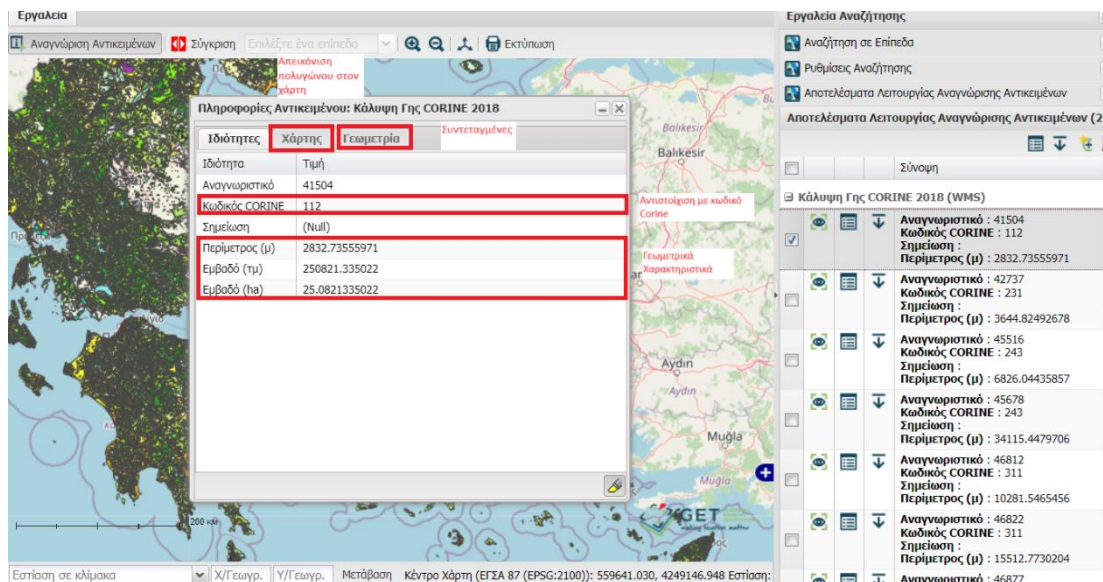 Εργαλεία
Αναγνώριση Αντικειμένων Σύγκριση Επιλέξτε ένα επίπεδο Εκτύπωση
Απεικόνιση
πολυγώνου στον
χάρτη
Πληροφορίες Αντικειμένου: Κάλυψη Γης CORINE 2018
Ιδιότητες Χάρτης Γεωμετρία
Συντεταγμένες
Ιδιότητα Τιμή
Αναγνωριστικό 41504
Κωδικός CORINE 112
Σημείωση (Null)
Περίμετρος (μ) 2832.73555971
Εμβαδό (τμ) 250821.335022
Εμβαδό (ha) 25.0821335022
Αντιστοίχιση με κωδικό
Corine
Γεωμετρικά
Χαρακτηριστικά
Balıkesir
Balıkesir
Aydın
Aydın
Muğla
Muğla
200 км
GET
Εστίαση σε κλίμακα Χ/Γεωγρ. Υ/Γεωγρ. Μετάβαση Κέντρο Χάρτη (ΕΓΣΑ 87 (EPSG:2100)): 559641.030, 4249146.948 Εστίαση:
Εργαλεία Αναζήτησης
Αναζήτηση σε Επίπεδα
Ρυθμίσεις Αναζήτησης
Αποτελέσματα Λειτουργίας Αναγνώρισης Αντικειμένων
Αποτελέσματα Λειτουργίας Αναγνώρισης Αντικειμένων (2
Σύνοψη
Κάλυψη Γης CORINE 2018 (WMS)
Αναγνωριστικό : 41504
Κωδικός CORINE : 112
Σημείωση :
Περίμετρος (μ) : 2832.73555971
Αναγνωριστικό : 42737
Κωδικός CORINE : 231
Σημείωση :
Περίμετρος (μ) : 3644.82492678
Αναγνωριστικό : 45516
Κωδικός CORINE : 243
Σημείωση :
Περίμετρος (μ) : 6826.04435857
Αναγνωριστικό : 45678
Κωδικός CORINE : 243
Σημείωση :
Περίμετρος (μ) : 34115.4479706
Αναγνωριστικό : 46812
Κωδικός CORINE : 311
Σημείωση :
Περίμετρος (μ) : 10281.5465456
Αναγνωριστικό : 46822
Κωδικός CORINE : 311
Σημείωση :
Περίμετρος (μ) : 15512.7730204
Αναγνωριστικό : 46872